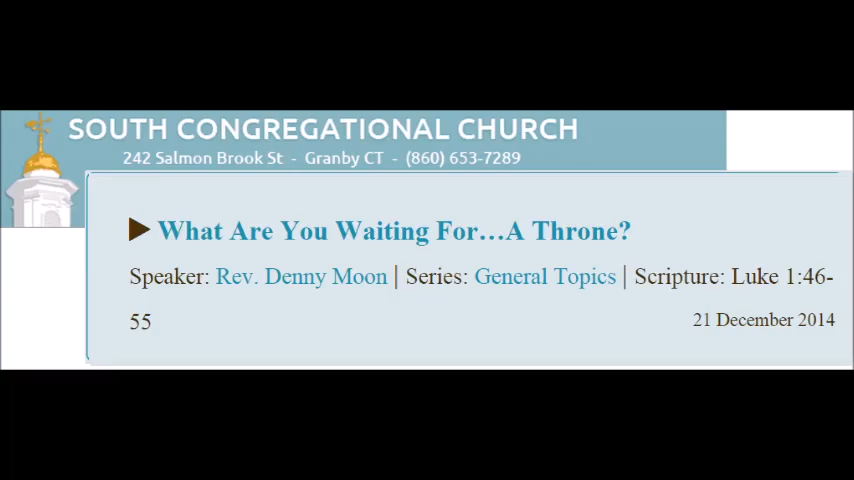 SOUTH CONGREGATIONAL CHURCH
242 Salmon Brook St - Granby CT - (860) 653-7289
What Are You Waiting For…A Throne?
Speaker: Rev. Denny Moon | Series: General Topics | Scripture: Luke 1:46-
55 21 December 2014